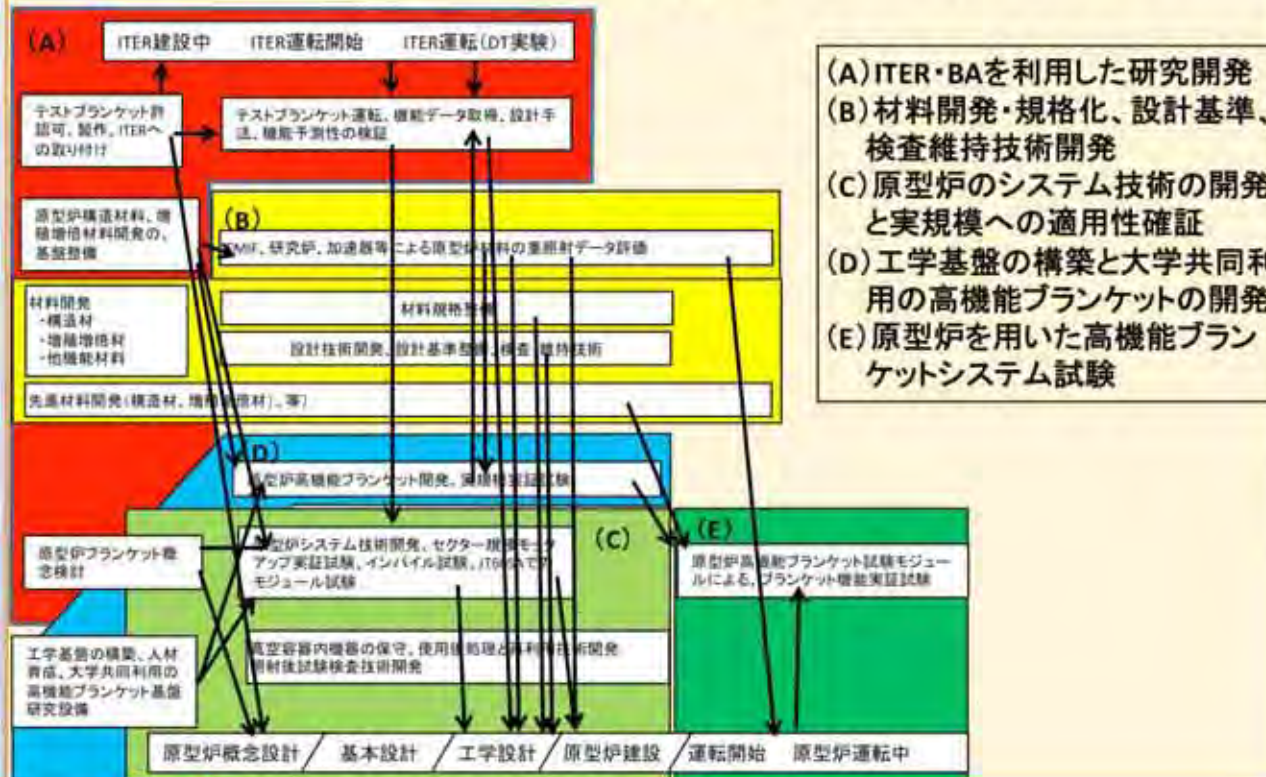 (A)
ITER建設中 ITER運転開始 ITER運転(DT実験)
テストブランケット許
認可、製作、ITERへ
の取り付け
テストブランケット運転、機能データ取得、設計手
法、機能予測性の検証
原型炉構造材料、増
殖増倍材料開発の、
基盤整備
(B)
研究炉、加速器等による原型炉材料の重照射データ評価
材料開発
・構造材
・増殖増倍材
・他機能材料
材料規格整備
設計技術開発、設計基準整備、検査・維持技術
先進材料開発(構造材、増殖増倍材)、等)
(D)
原型炉高機能ブランケット開発、実規模実証試験
(C)
原型炉ブランケット概
念検討
原型炉システム技術開発、セクター規模モックア
アップ実証試験、インパイル試験、
モジュール試験
(E)
原型炉高機能ブランケット試験モジュー
ルによる、ブランケット機能実証試験
工学基盤の構築、人材
育成、大学共同利用の
高機能ブランケット基盤
研究設備
真空容器内機器の保守、使用後処理と再利用技術開発
照射後試験検査技術開発
原型炉概念設計 / 基本設計 / 工学設計 / 原型炉建設 / 運転開始 原型炉運転中
(A)ITER・BAを利用した研究開発
(B)材料開発・規格化、設計基準、
検査維持技術開発
(C)原型炉のシステム技術の開発
と実規模への適用性確証
(D)工学基盤の構築と大学共同利
用の高機能ブランケットの開発
(E)原型炉を用いた高機能ブラン
ケットシステム試験